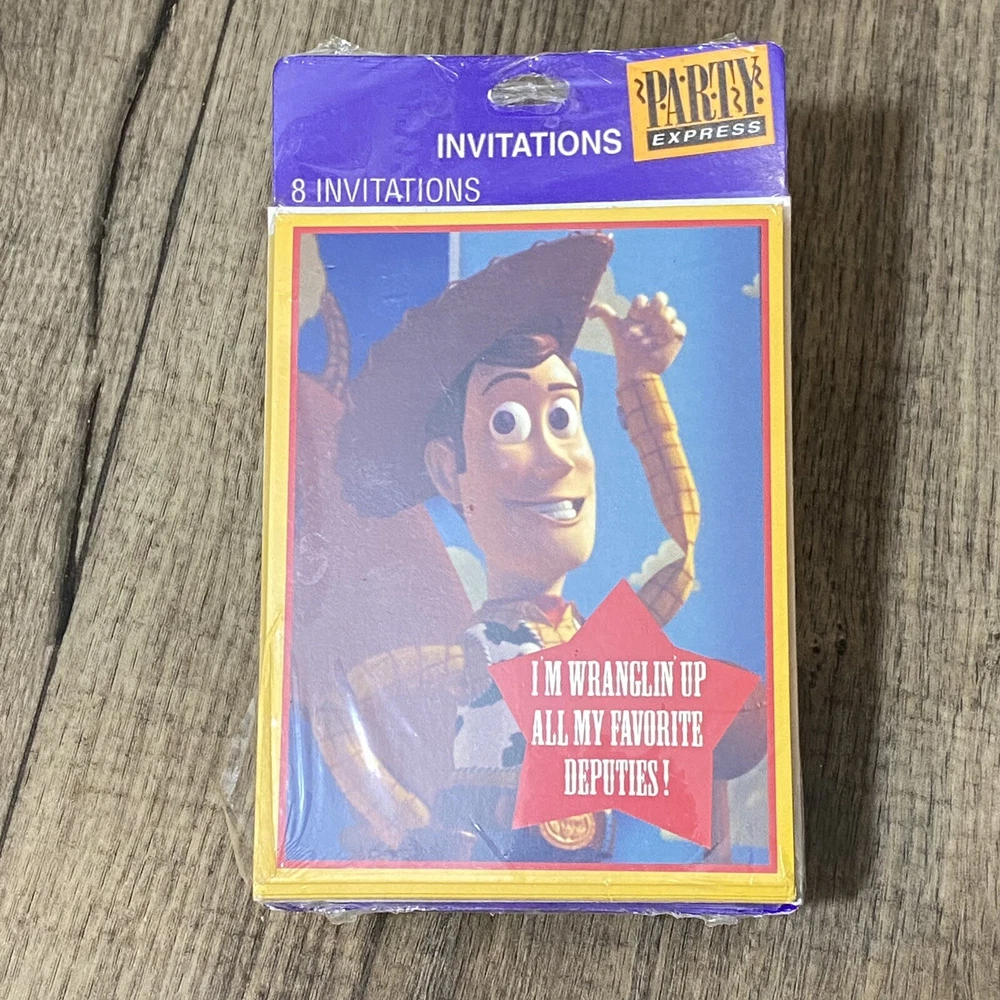 PARTY
EXPRESS
INVITATIONS
8 INVITATIONS
I'M WRANGLIN' UP
ALL MY FAVORITE
DEPUTIES!